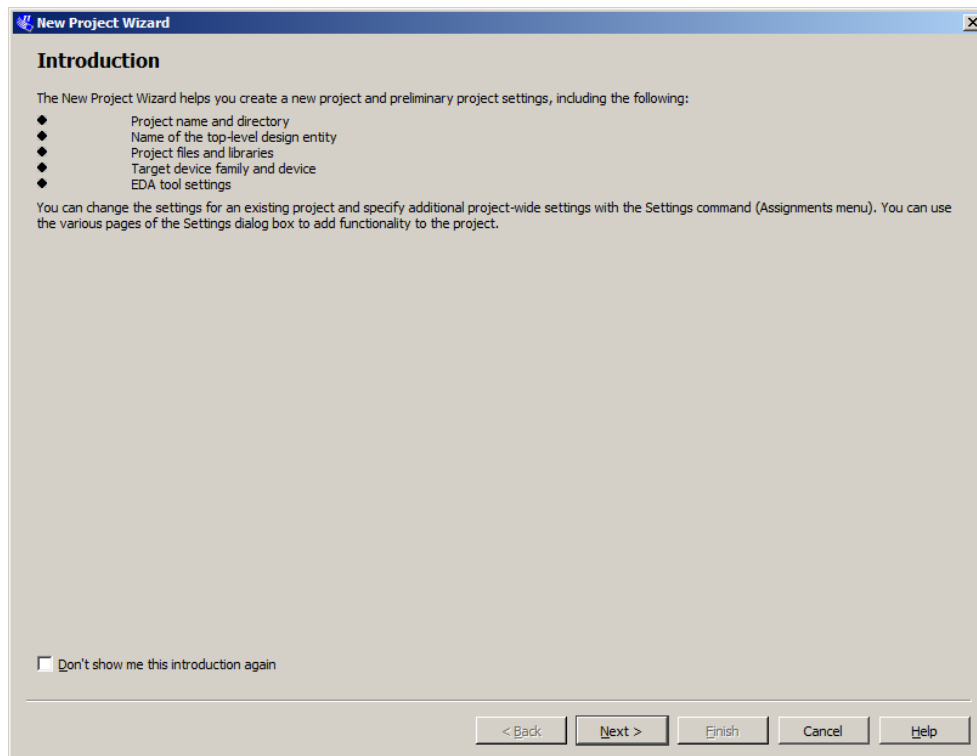 New Project Wizard
Introduction
The New Project Wizard helps you create a new project and preliminary project settings, including the following:
Project name and directory
Name of the top-level design entity
Project files and libraries
Target device family and device
EDA tool settings
You can change the settings for an existing project and specify additional project-wide settings with the Settings command (Assignments menu). You can use
the various pages of the Settings dialog box to add functionality to the project.
Don't show me this introduction again
< Back Next > Finish Cancel Help